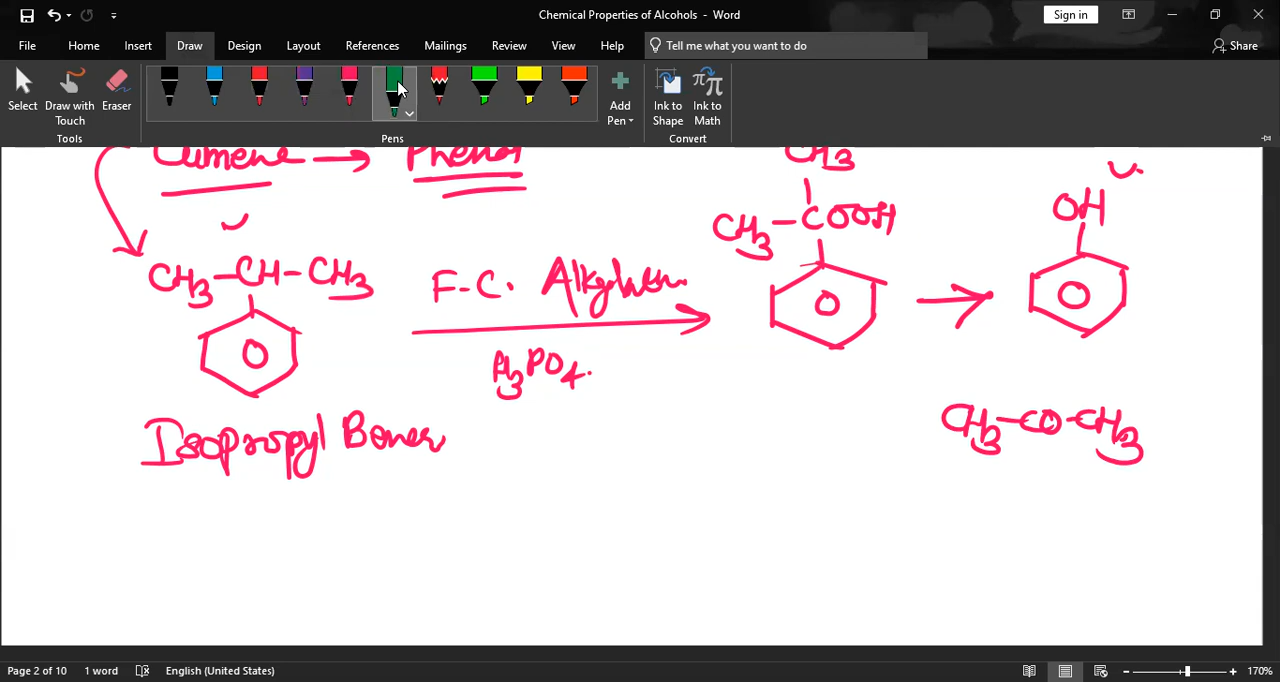 Chemical Properties of Alcohols - Word
Sign in
File Home Insert Draw Design Layout References Mailings Review View Help Tell me what you want to do Share
Select Draw with Touch Eraser Add Pen Ink to Shape Ink to Math
Tools Pens Convert
Cumene → Phenol
CH3
OH
CH3-COOH
CH3-CH-CH3
F-C. Alkylation
H3PO4.
CH3-CO-CH3
Isopropyl
Page 2 of 10 1 word English (United States) 170%